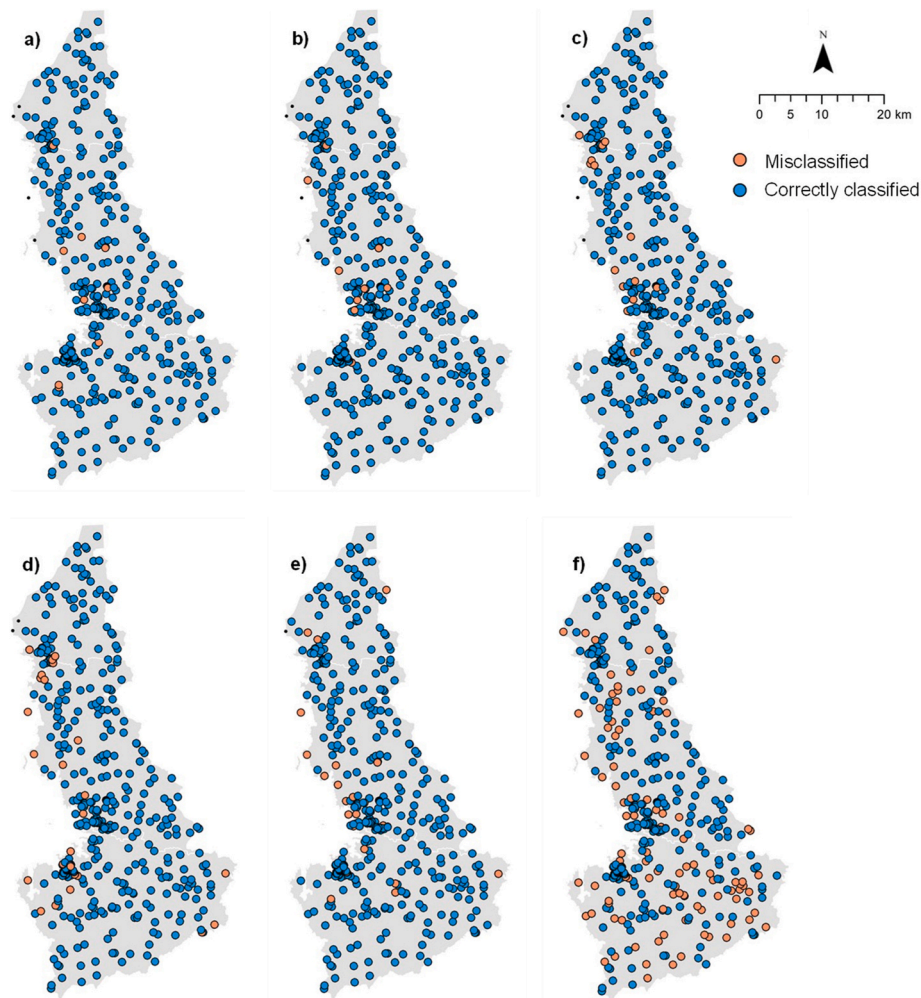 a)
b)
c)
N
0 5 10 20 km
Misclassified
Correctly classified
d)
e)
f)